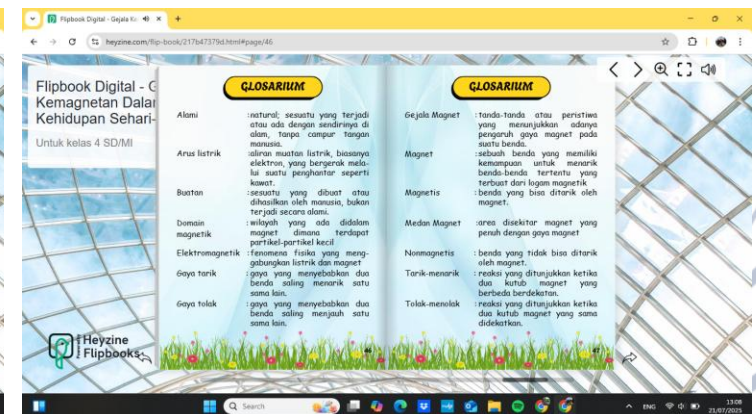 Flipbook Digital - Gejala Ke
heyzine.com/flip-book/217b47379d.html#page/46
Flipbook Digital - G
Kemagnetan Dalar
Kehidupan Sehari-
Untuk kelas 4 SD/MI
GLOSARIUM
Alami :natural; sesuatu yang terjadi
atau ada dengan sendirinya di
alam, tanpa campur tangan
manusia.
Arus listrik :aliran muatan listrik, biasanya
elektron, yang bergerak mela-
lui suatu penghantar seperti
kawat.
Buatan :sesuatu yang dibuat atau
dihasilkan oleh manusia, bukan
terjadi secara alami.
Domain :wilayah yang ada didalam
magnetik magnet dimana terdapat
partikel-partikel kecil
Elektromagnetik :fenomena fisika yang meng-
gabungkan listrik dan magnet
Gaya tarik :gaya yang menyebabkan dua
benda saling menarik satu
sama lain.
Gaya tolak :gaya yang menyebabkan dua
benda saling menjauh satu
sama lain.
46
GLOSARIUM
Gejala Magnet :tanda-tanda atau peristiwa
yang menunjukkan adanya
pengaruh gaya magnet pada
suatu benda.
Magnet :sebuah benda yang memiliki
kemampuan untuk menarik
benda-benda tertentu yang
terbuat dari logam magnetik
Magnetis :benda yang bisa ditarik oleh
magnet.
Medan Magnet :area disekitar magnet yang
penuh dengan gaya magnet
Nonmagnetis :benda yang tidak bisa ditarik
oleh magnet.
Tarik-menarik :reaksi yang ditunjukkan ketika
dua kutub magnet yang
berbeda berdekatan.
Tolak-menolak :reaksi yang ditunjukkan ketika
dua kutub magnet yang sama
didekatkan.
47
Heyzine
Flipbooks
Search
ENG
13:08
21/07/2025